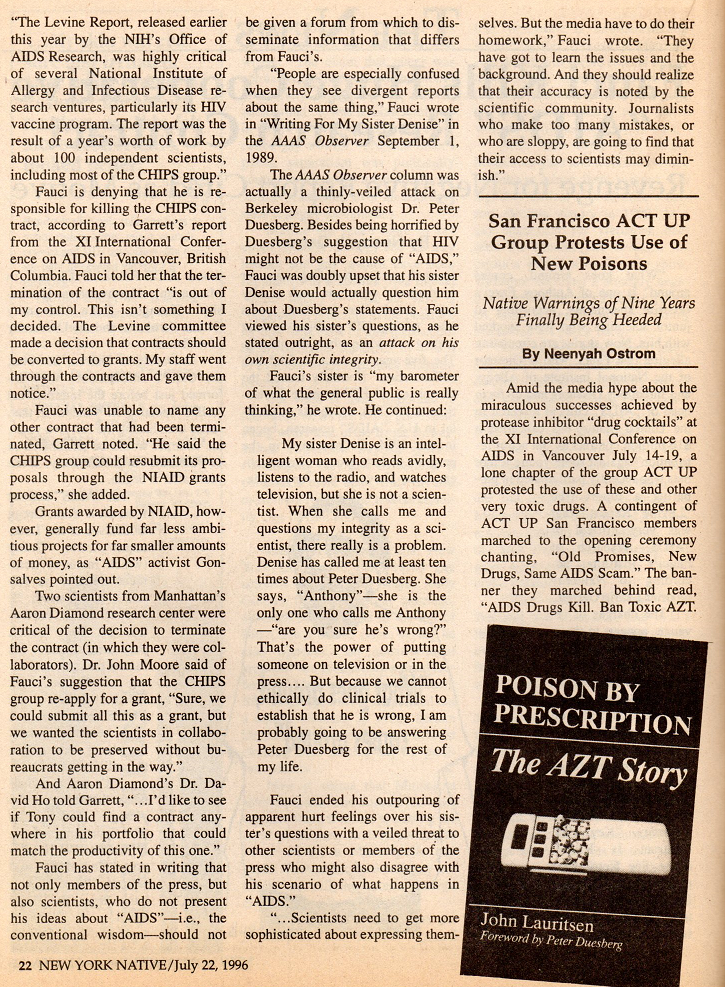 “The Levine Report, released earlier
this year by the NIH’s Office of
AIDS Research, was highly critical
of several National Institute of
Allergy and Infectious Disease re-
search ventures, particularly its HIV
vaccine program. The report was the
result of a year’s worth of work by
about 100 independent scientists,
including most of the CHIPS group.”
Fauci is denying that he is re-
sponsible for killing the CHIPS con-
tract, according to Garrett’s report
from the XI International Confer-
ence on AIDS in Vancouver, British
Columbia. Fauci told her that the ter-
mination of the contract “is out of
my control. This isn’t something I
decided. The Levine committee
made a decision that contracts should
be converted to grants. My staff went
through the contracts and gave them
notice.”
Fauci was unable to name any
other contract that had been termi-
nated, Garrett noted. “He said the
CHIPS group could resubmit its pro-
posals through the NIAID grants
process,” she added.
Grants awarded by NIAID, how-
ever, generally fund far less ambi-
tious projects for far smaller amounts
of money, as “AIDS” activist Gon-
salves pointed out.
Two scientists from Manhattan’s
Aaron Diamond research center were
critical of the decision to terminate
the contract (in which they were col-
laborators). Dr. John Moore said of
Fauci’s suggestion that the CHIPS
group re-apply for a grant, “Sure, we
could submit all this as a grant, but
we wanted the scientists in collabo-
ration to be preserved without bu-
reaucrats getting in the way.”
And Aaron Diamond’s Dr. Da-
vid Ho told Garrett, “…I’d like to see
if Tony could find a contract any-
where in his portfolio that could
match the productivity of this one.”
Fauci has stated in writing that
not only members of the press, but
also scientists, who do not present
his ideas about “AIDS”—i.e., the
conventional wisdom—should not
be given a forum from which to dis-
seminate information that differs
from Fauci’s.
“People are especially confused
when they see divergent reports
about the same thing,” Fauci wrote
in “Writing For My Sister Denise” in
the AAAS Observer September 1,
1989.
The AAAS Observer column was
actually a thinly-veiled attack on
Berkeley microbiologist Dr. Peter
Duesberg. Besides being horrified by
Duesberg’s suggestion that HIV
might not be the cause of “AIDS,”
Fauci was doubly upset that his sister
Denise would actually question him
about Duesberg’s statements. Fauci
viewed his sister’s questions, as he
stated outright, as an attack on his
own scientific integrity.
Fauci’s sister is “my barometer
of what the general public is really
thinking,” he wrote. He continued:
My sister Denise is an intel-
ligent woman who reads avidly,
listens to the radio, and watches
television, but she is not a scien-
tist. When she calls me and
questions my integrity as a sci-
entist, there really is a problem.
Denise has called me at least ten
times about Peter Duesberg. She
says, “Anthony”—she is the
only one who calls me Anthony
—“are you sure he’s wrong?”
That’s the power of putting
someone on television or in the
press.… But because we cannot
ethically do clinical trials to
establish that he is wrong, I am
probably going to be answering
Peter Duesberg for the rest of
my life.
Fauci ended his outpouring of
apparent hurt feelings over his sis-
ter’s questions with a veiled threat to
other scientists or members of the
press who might also disagree with
his scenario of what happens in
“AIDS.”
“…Scientists need to get more
sophisticated about expressing them-
selves. But the media have to do their
homework,” Fauci wrote. “They
have got to learn the issues and the
background. And they should realize
that their accuracy is noted by the
scientific community. Journalists
who make too many mistakes, or
who are sloppy, are going to find that
their access to scientists may dimin-
ish.”
San Francisco ACT UP
Group Protests Use of
New Poisons
Native Warnings of Nine Years
Finally Being Heeded
By Neenyah Ostrom
Amid the media hype about the
miraculous successes achieved by
protease inhibitor “drug cocktails” at
the XI International Conference on
AIDS in Vancouver July 14-19, a
lone chapter of the group ACT UP
protested the use of these and other
very toxic drugs. A contingent of
ACT UP San Francisco members
marched to the opening ceremony
chanting, “Old Promises, New
Drugs, Same AIDS Scam.” The ban-
ner they marched behind read,
“AIDS Drugs Kill. Ban Toxic AZT.
POISON BY
PRESCRIPTION
The AZT Story
John Lauritsen
Foreword by Peter Duesberg
22 NEW YORK NATIVE/July 22, 1996